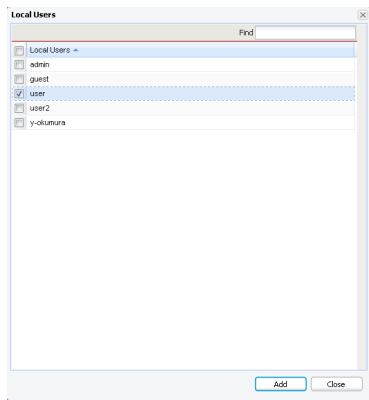 Local Users
Find
Local Users
admin
guest
user
user2
y-okumura
Add Close